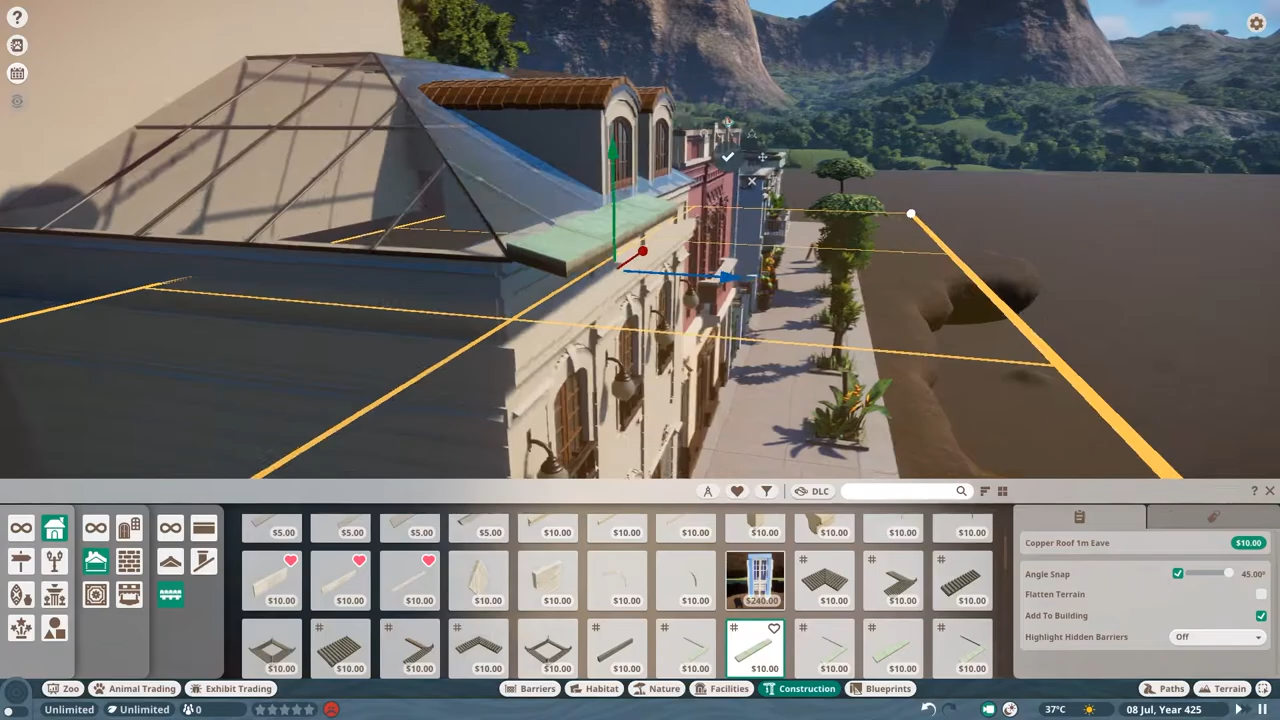 ?
DLC
? ×
$5.00 $5.00 $5.00 $5.00 $10.00 $10.00 $10.00 $10.00 $10.00 $10.00 $10.00
$10.00 $10.00 $10.00 $10.00 $10.00 $10.00 $10.00 $240.00 $10.00 $10.00 $10.00
$10.00 $10.00 $10.00 $10.00 $10.00 $10.00 $10.00 $10.00 $10.00 $10.00 $10.00
Copper Roof 1m Eave $10.00
Angle Snap 45.00°
Flatten Terrain
Add To Building
Highlight Hidden Barriers Off
Zoo Animal Trading Exhibit Trading Barriers Habitat Nature Facilities Construction Blueprints Paths Terrain
Unlimited Unlimited 0 37°C 08 Jul, Year 425